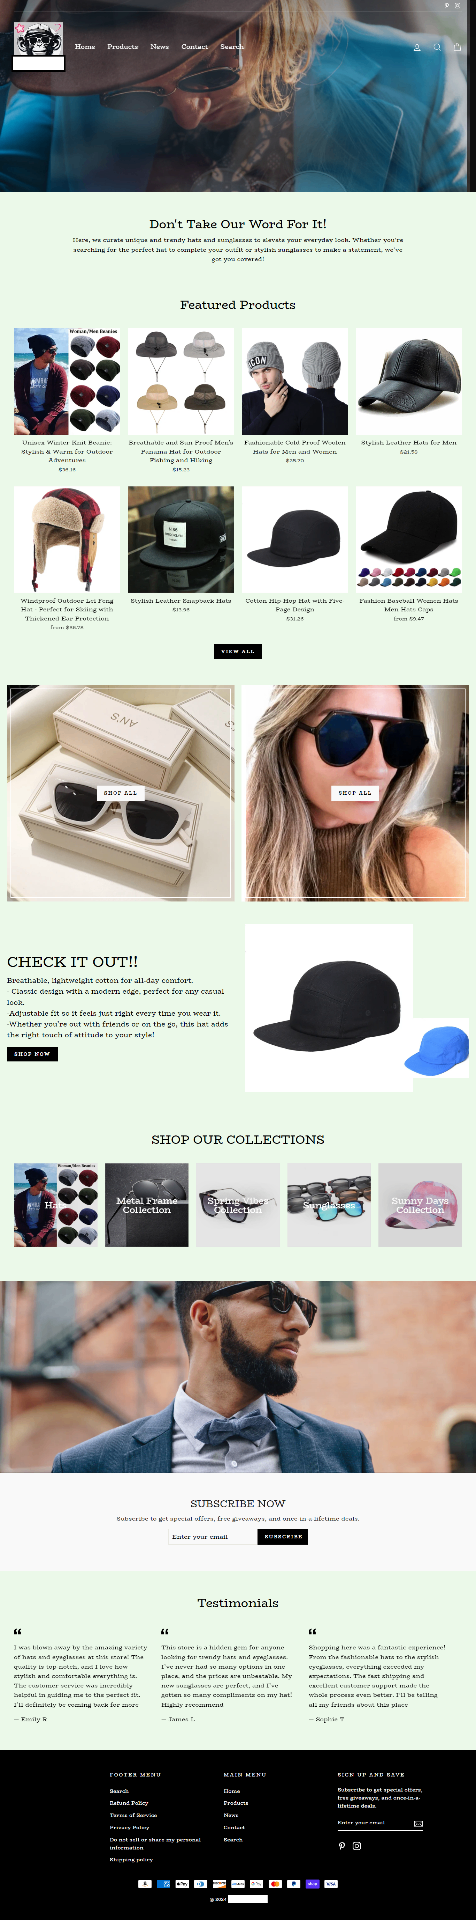 Home Products News Contact Search
Don't Take Our Word For It!
Here, we curate unique and trendy hats and sunglasses to elevate your everyday look. Whether you're
searching for the perfect hat to complete your outfit or stylish sunglasses to make a statement, we've
got you covered!
Featured Products
Woman/Men Beanies
Unisex Winter Knit Beanie:
Stylish & Warm for Outdoor
Adventures
Breathable and Sun-Proof Men's
Panama Hat for Outdoor
Fishing and Hiking
ICON
Fashionable Cold-Proof Woolen
Hats for Men and Women
Stylish Leather Hats for Men
Windproof Outdoor Lei Feng
Hat - Perfect for Skiing with
Thickened Ear Protection
Stylish Leather Snapback Hats
Cotton Hip-Hop Hat with Five-
Page Design
Fashion Baseball Women Hats
Men Hats Caps
from $9.47
VIEW ALL
AN'S
SHOP ALL
SHOP ALL
CHECK IT OUT!!
Breathable, lightweight cotton for all-day comfort.
- Classic design with a modern edge, perfect for any casual
look.
-Adjustable fit so it feels just right every time you wear it.
-Whether you're out with friends or on the go, this hat adds
the right touch of attitude to your style!
SHOP NOW
SHOP OUR COLLECTIONS
Woman/Men Beanies
Hats
Metal Frame
Collection
Spring Vibes
Collection
Sunglasses
Sunny Days
Collection
SUBSCRIBE NOW
Subscribe to get special offers, free giveaways, and once-in-a-lifetime deals.
Enter your email
SUBSCRIBE
Testimonials
I was blown away by the amazing variety
of hats and eyeglasses at this store! The
quality is top-notch, and I love how
stylish and comfortable everything is.
The customer service was incredibly
helpful in guiding me to the perfect fit.
I'll definitely be coming back for more
— Emily R
This store is a hidden gem for anyone
looking for trendy hats and eyeglasses.
I've never had so many options in one
place, and the prices are unbeatable. My
new sunglasses are perfect, and I've
gotten so many compliments on my hat!
Highly recommend
— James L
Shopping here was a fantastic experience!
From the fashionable hats to the stylish
eyeglasses, everything exceeded my
expectations. The fast shipping and
excellent customer support made the
whole process even better. I'll be telling
all my friends about this place
— Sophie T
FOOTER MENU
Search
Refund Policy
Terms of Service
Privacy Policy
Do not sell or share my personal
information
Shipping policy
MAIN MENU
Home
Products
News
Contact
Search
SIGN UP AND SAVE
Subscribe to get special offers,
free giveaways, and once-in-a-
lifetime deals.
Enter your email
© 2024